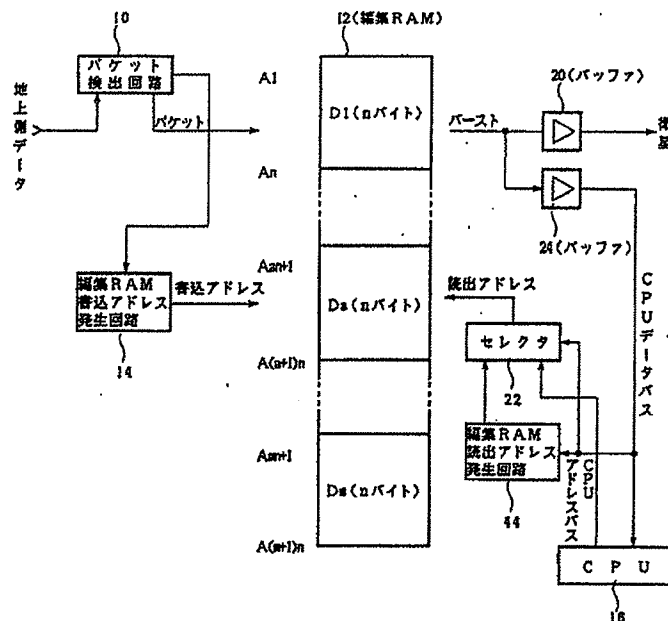 10
パケット
検出回路
地上側データ
パケット
12(編集RAM)
A1
D1(nバイト)
An
Aan+1
Da(nバイト)
A(a+1)n
Amn+1
Dm(nバイト)
A(m+1)n
編集RAM
書込アドレス
発生回路
14
書込アドレス
バースト
20(バッファ)
24(バッファ)
読出アドレス
セレクタ
22
編集RAM
読出アドレス
発生回路
44
CPU
アドレスバス
CPUデータバス
CPU
16